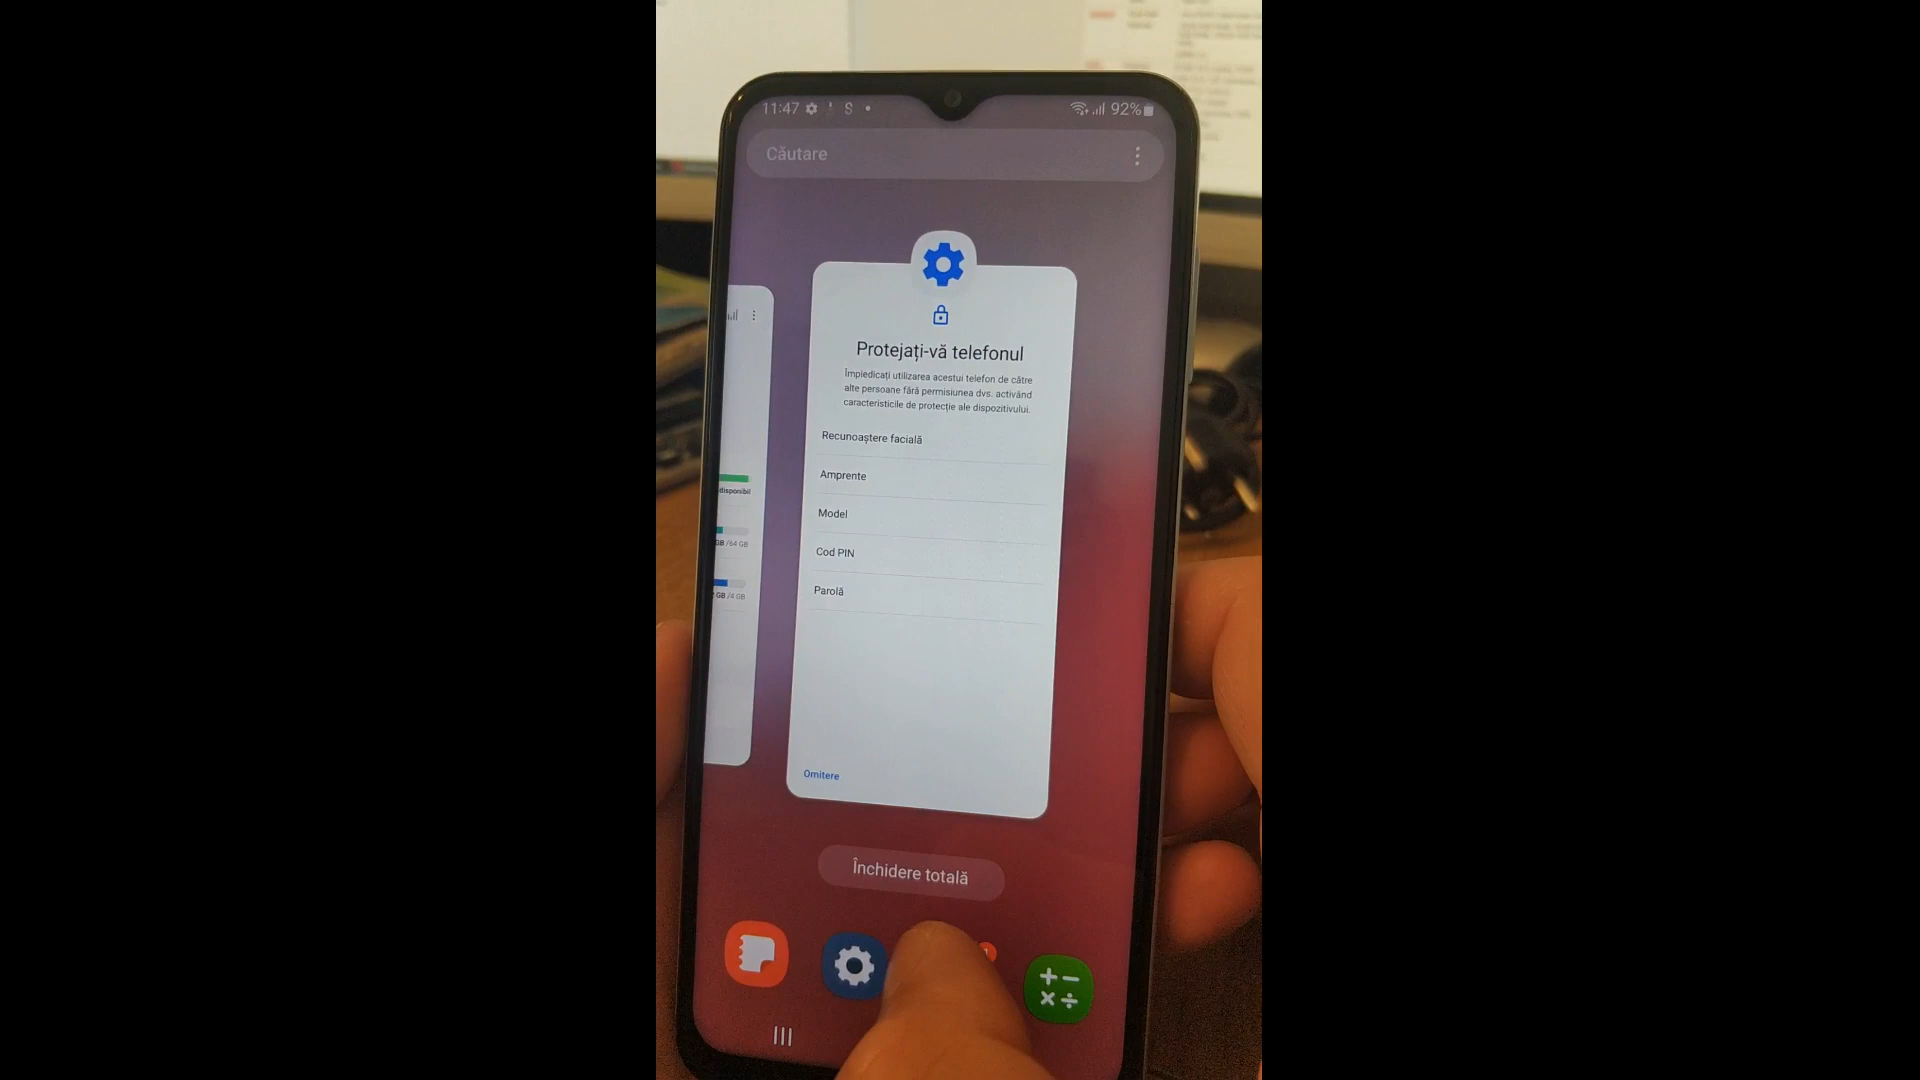 11:47 S 92%
Căutare
Protejați-vă telefonul
Împiedicați utilizarea acestui telefon de către
alte persoane fără permisiunea dvs. activând
caracteristicile de protecție ale dispozitivului.
Recunoaștere facială
Amprente
Model
Cod PIN
Parolă
Omitere
disponibil
GB /64 GB
GB /4 GB
Închidere totală